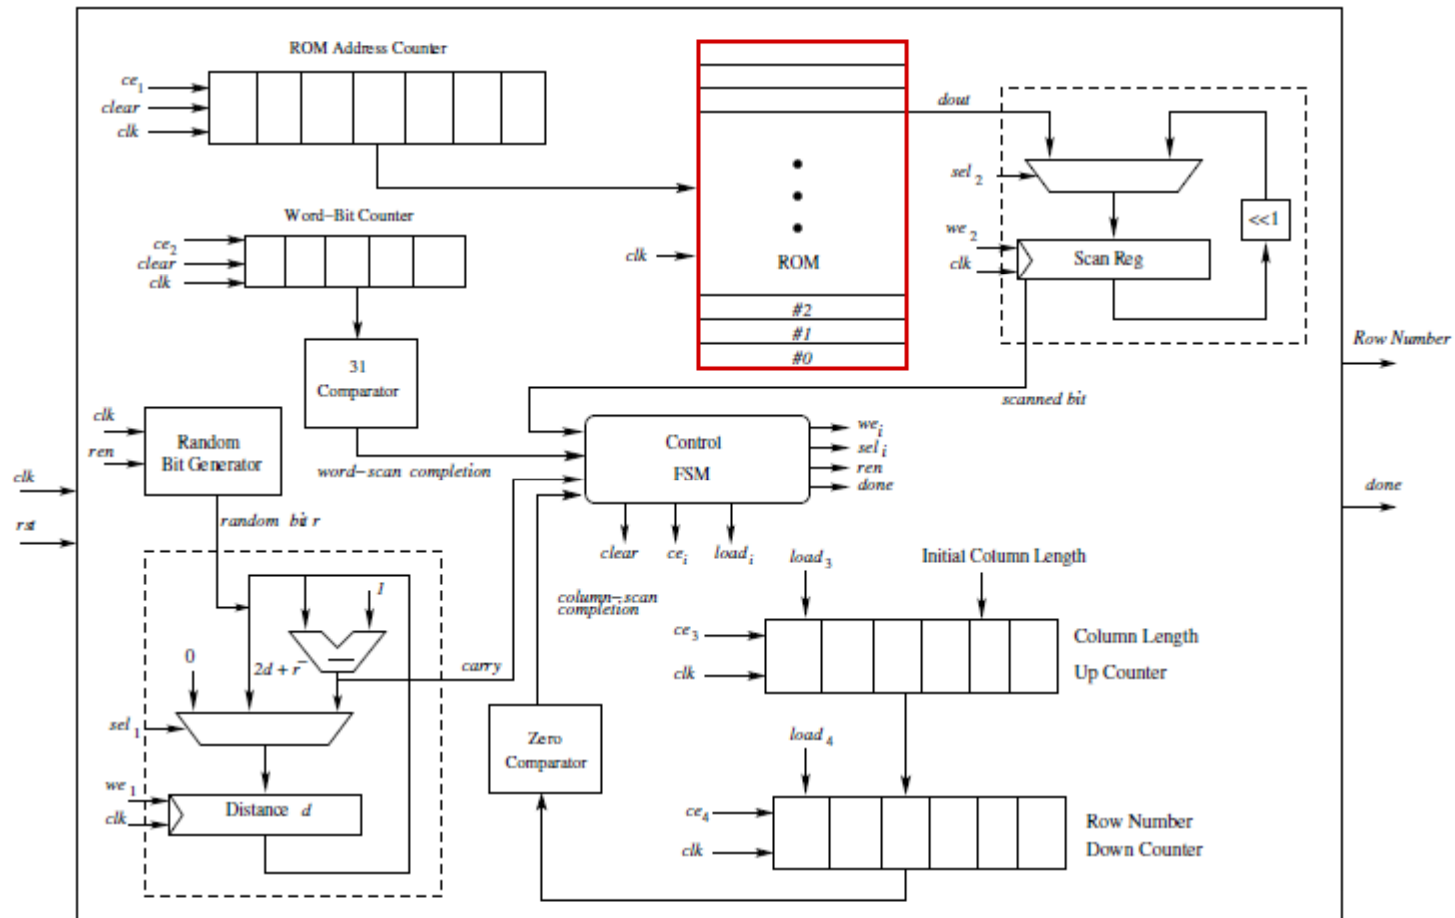 ROM Address Counter
ce1
clear
clk
dout
sel2
<<1
Word-Bit Counter
ce2
clear
clk
we2
clk
Scan Reg
clk
ROM
#2
#1
#0
31
Comparator
Row Number
scanned bit
clk
ren
Random
Bit Generator
Control
FSM
wei
seli
ren
done
word-scan completion
clk
rst
done
random bit r
clear
cei
loadi
load3
Initial Column Length
column-scan
completion
I
ce3
clk
Column Length
Up Counter
0
2d + r
carry
sel1
Zero
Comparator
load4
we1
clk
Distance d
ce4
clk
Row Number
Down Counter